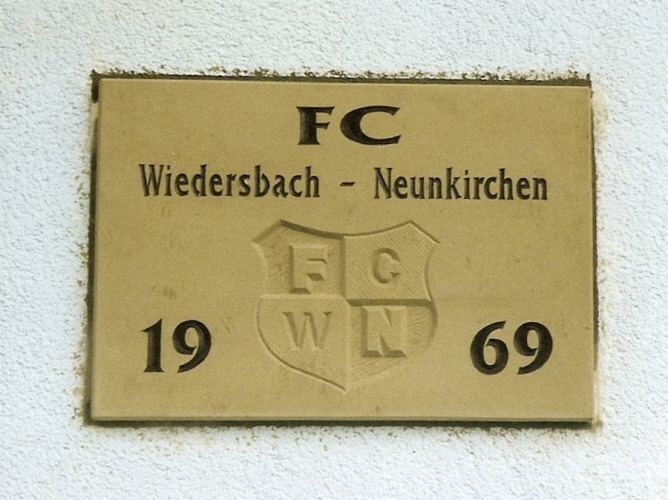 FC
Wiedersbach - Neunkirchen
F C
W N
19 69